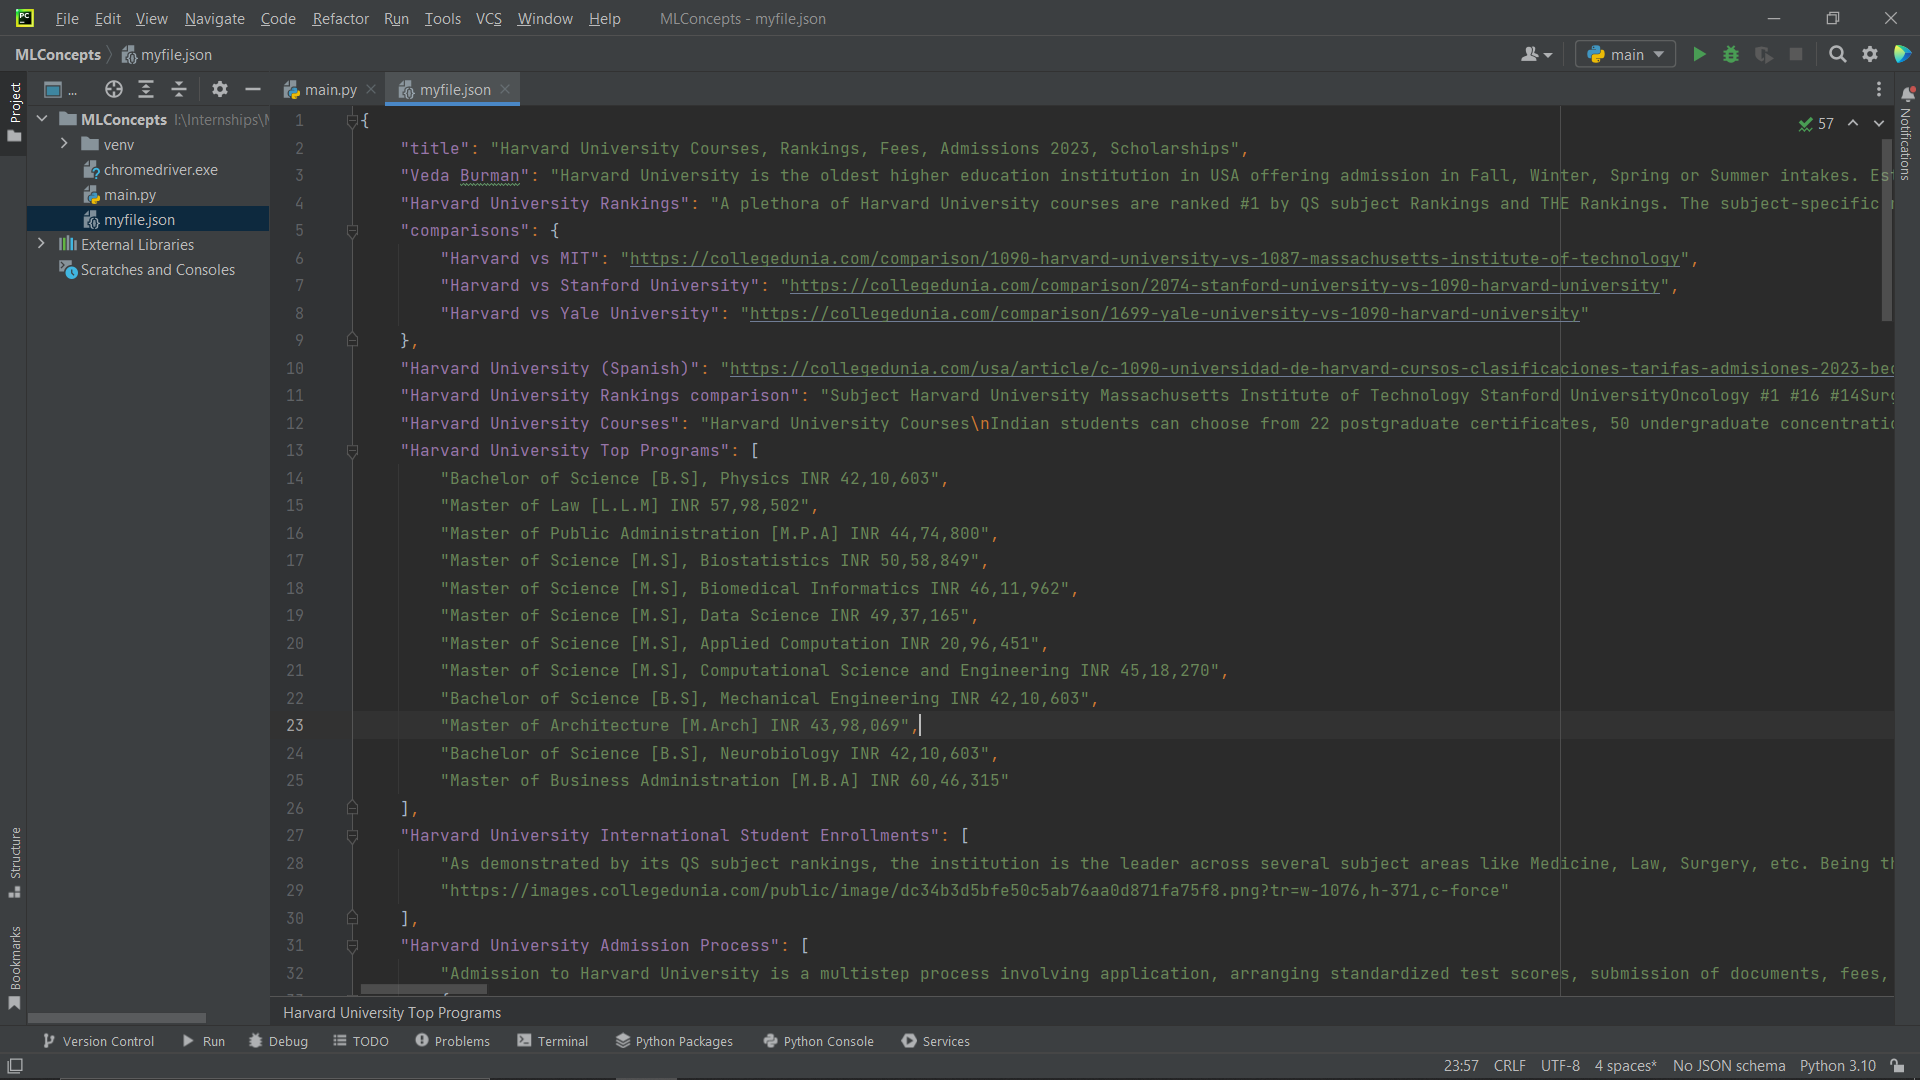 File Edit View Navigate Code Refactor Run Tools VCS Window Help MLConcepts - myfile.json
MLConcepts myfile.json
main
Project
...
main.py
myfile.json
MLConcepts I:\Internships\
venv
chromedriver.exe
main.py
myfile.json
External Libraries
Scratches and Consoles
57
Notifications
1 {
2 "title": "Harvard University Courses, Rankings, Fees, Admissions 2023, Scholarships",
3 "Veda Burman": "Harvard University is the oldest higher education institution in USA offering admission in Fall, Winter, Spring or Summer intakes.
4 "Harvard University Rankings": "A plethora of Harvard University courses are ranked #1 by QS subject Rankings and THE Rankings. The subject-specific
5 "comparisons": {
6 "Harvard vs MIT": "https://collegedunia.com/comparison/1090-harvard-university-vs-1087-massachusetts-institute-of-technology",
7 "Harvard vs Stanford University": "https://collegedunia.com/comparison/2074-stanford-university-vs-1090-harvard-university",
8 "Harvard vs Yale University": "https://collegedunia.com/comparison/1699-yale-university-vs-1090-harvard-university"
9 },
10 "Harvard University (Spanish)": "https://collegedunia.com/usa/article/c-1090-universidad-de-harvard-cursos-clasificaciones-tarifas-admisiones-2023-bec
11 "Harvard University Rankings comparison": "Subject Harvard University Massachusetts Institute of Technology Stanford UniversityOncology #1 #16 #14Surg
12 "Harvard University Courses": "Harvard University Courses\nIndian students can choose from 22 postgraduate certificates, 50 undergraduate concentratio
13 "Harvard University Top Programs": [
14 "Bachelor of Science [B.S], Physics INR 42,10,603",
15 "Master of Law [L.L.M] INR 57,98,502",
16 "Master of Public Administration [M.P.A] INR 44,74,800",
17 "Master of Science [M.S], Biostatistics INR 50,58,849",
18 "Master of Science [M.S], Biomedical Informatics INR 46,11,962",
19 "Master of Science [M.S], Data Science INR 49,37,165",
20 "Master of Science [M.S], Applied Computation INR 20,96,451",
21 "Master of Science [M.S], Computational Science and Engineering INR 45,18,270",
22 "Bachelor of Science [B.S], Mechanical Engineering INR 42,10,603",
23 "Master of Architecture [M.Arch] INR 43,98,069",
24 "Bachelor of Science [B.S], Neurobiology INR 42,10,603",
25 "Master of Business Administration [M.B.A] INR 60,46,315"
26 ],
27 "Harvard University International Student Enrollments": [
28 "As demonstrated by its QS subject rankings, the institution is the leader across several subject areas like Medicine, Law, Surgery, etc. Being th
29 "https://images.collegedunia.com/public/image/dc34b3d5bfe50c5ab76aa0d871fa75f8.png?tr=w-1076,h-371,c-force"
30 ],
31 "Harvard University Admission Process": [
32 "Admission to Harvard University is a multistep process involving application, arranging standardized test scores, submission of documents, fees,
Structure
Bookmarks
Harvard University Top Programs
Version Control Run Debug TODO Problems Terminal Python Packages Python Console Services
23:57 CRLF UTF-8 4 spaces* No JSON schema Python 3.10